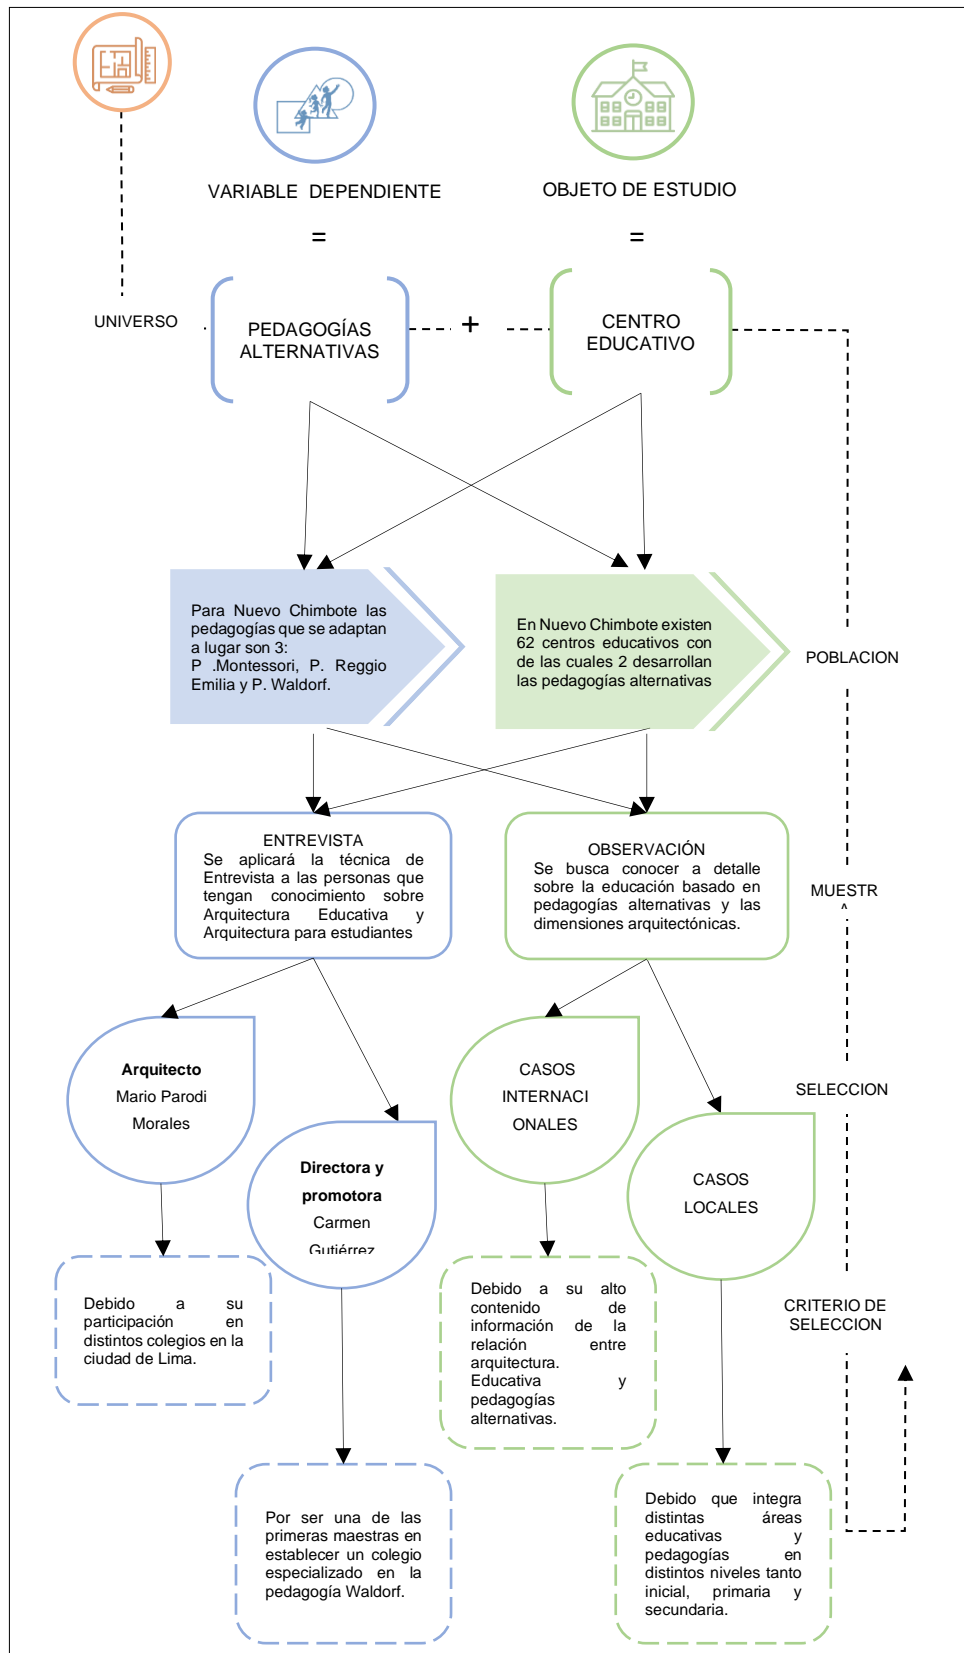 VARIABLE DEPENDIENTE
OBJETO DE ESTUDIO
=
=
UNIVERSO
PEDAGOGÍAS
ALTERNATIVAS
+
CENTRO
EDUCATIVO
Para Nuevo Chimbote las
pedagogías que se adaptan
a lugar son 3:
P .Montessori, P. Reggio
Emilia y P. Waldorf.
En Nuevo Chimbote existen
62 centros educativos con
de las cuales 2 desarrollan
las pedagogías alternativas
POBLACION
ENTREVISTA
Se aplicará la técnica de
Entrevista a las personas que
tengan conocimiento sobre
Arquitectura Educativa y
Arquitectura para estudiantes
OBSERVACIÓN
Se busca conocer a detalle
sobre la educación basado en
pedagogías alternativas y las
dimensiones arquitectónicas.
MUESTR
Arquitecto
Mario Parodi
Morales
Directora y
promotora
Carmen
Gutiérrez
CASOS
INTERNACI
ONALES
CASOS
LOCALES
SELECCION
Debido a su
participación en
distintos colegios en la
ciudad de Lima.
Por ser una de las
primeras maestras en
establecer un colegio
especializado en la
pedagogía Waldorf.
Debido a su alto
contenido de
información de la
relación entre
arquitectura.
Educativa y
pedagogías
alternativas.
Debido que integra
distintas áreas
educativas y
pedagogías en
distintos niveles tanto
inicial, primaria y
secundaria.
CRITERIO DE
SELECCION